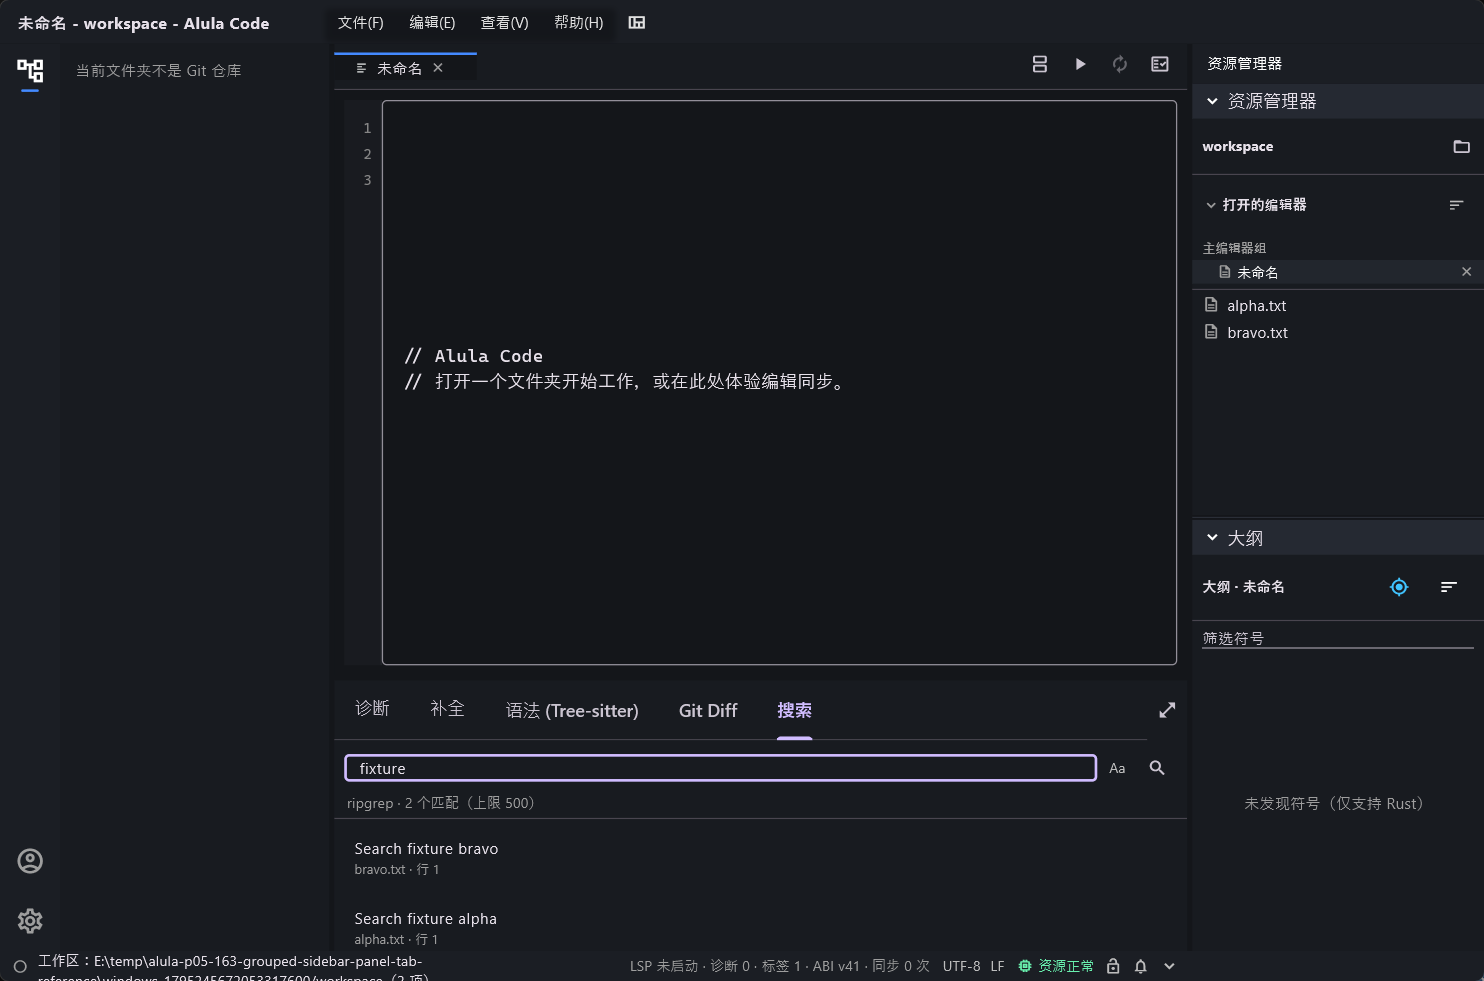 未命名 - workspace - Alula Code
文件(F) 编辑(E) 查看(V) 帮助(H)
当前文件夹不是 Git 仓库
未命名
1
2
3
// Alula Code
// 打开一个文件夹开始工作，或在此处体验编辑同步。
诊断 补全 语法 (Tree-sitter) Git Diff 搜索
fixture
Aa
ripgrep · 2 个匹配（上限 500）
Search fixture bravo
bravo.txt · 行 1
Search fixture alpha
alpha.txt · 行 1
资源管理器
资源管理器
workspace
打开的编辑器
主编辑器组
未命名
alpha.txt
bravo.txt
大纲
大纲 · 未命名
筛选符号
未发现符号（仅支持 Rust）
工作区：E:\temp\alula-p05-163-grouped-sidebar-panel-tab-
reference\windows-1795245672053317600/workspace（2 项）
LSP 未启动 · 诊断 0 · 标签 1 · ABI v41 · 同步 0 次 UTF-8 LF 资源正常